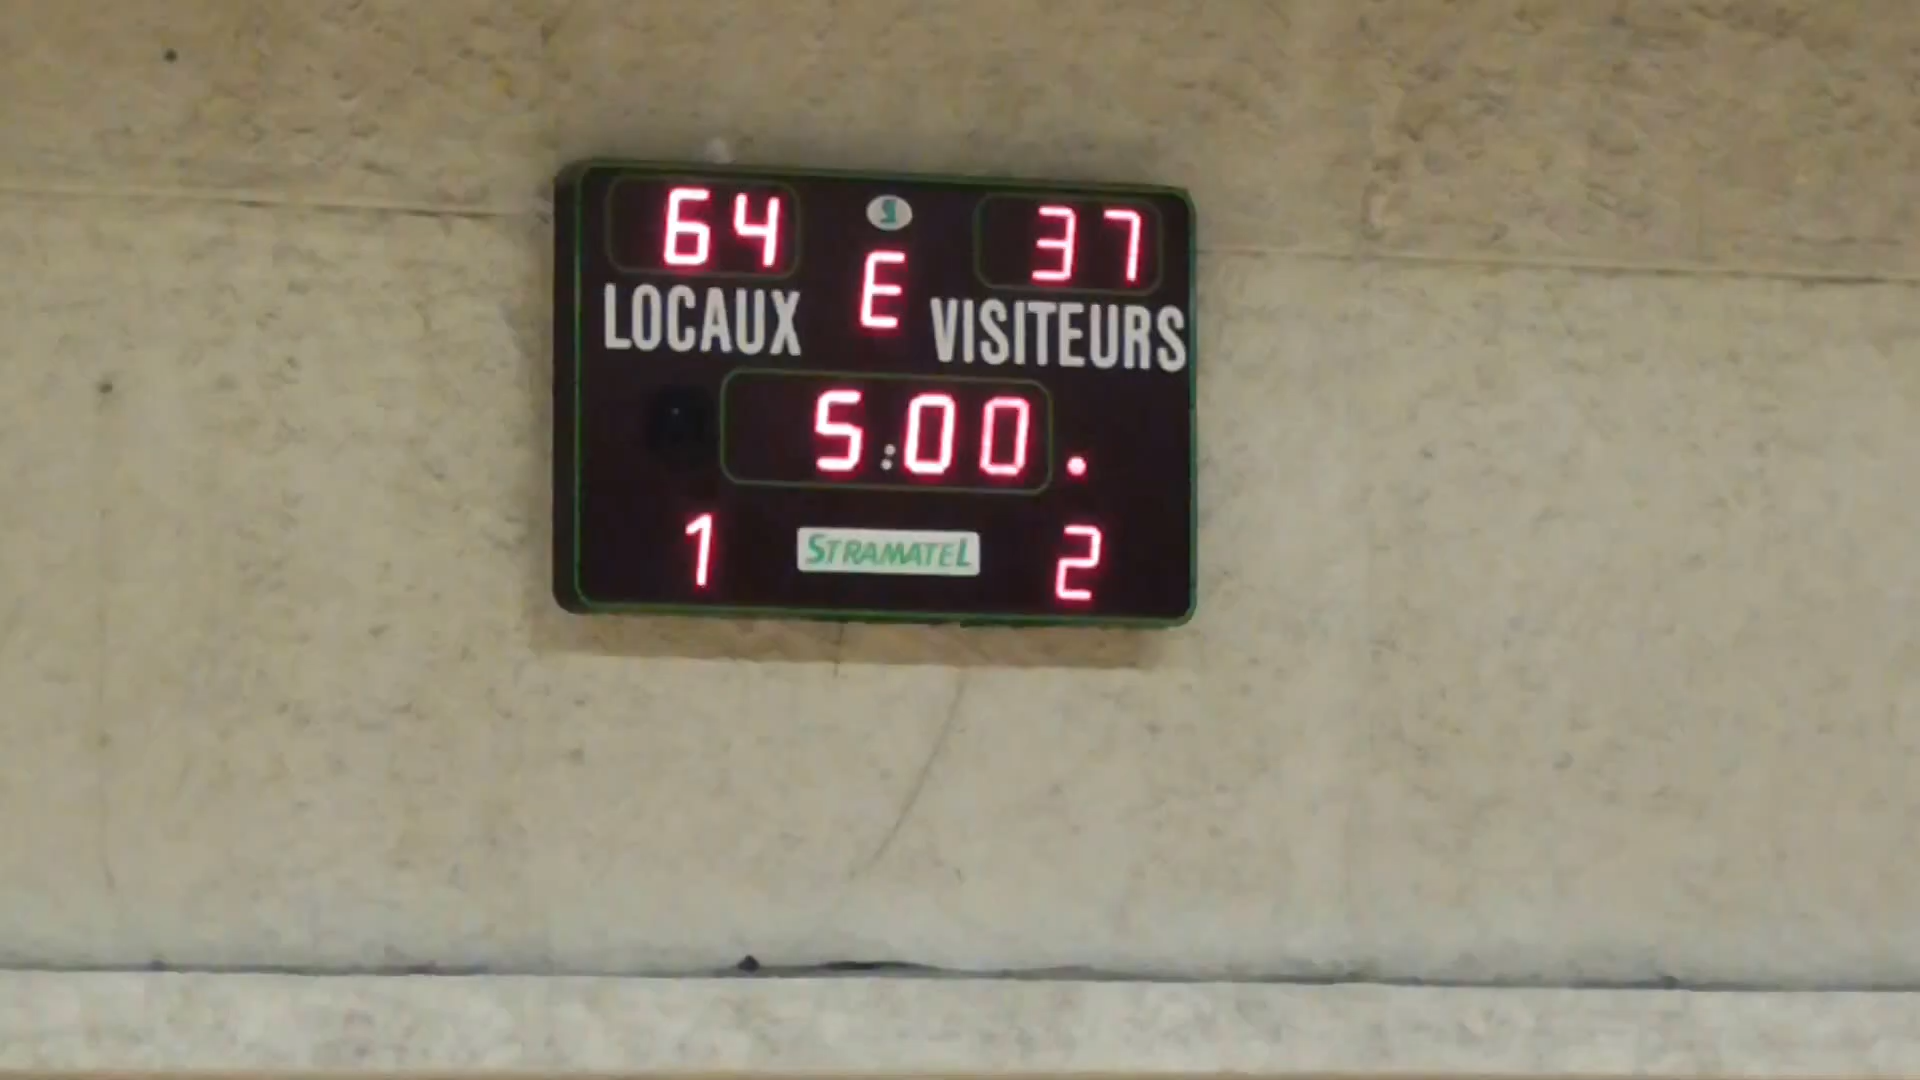 64 37
E
LOCAUX VISITEURS
5:00.
1 STRAMATEL 2